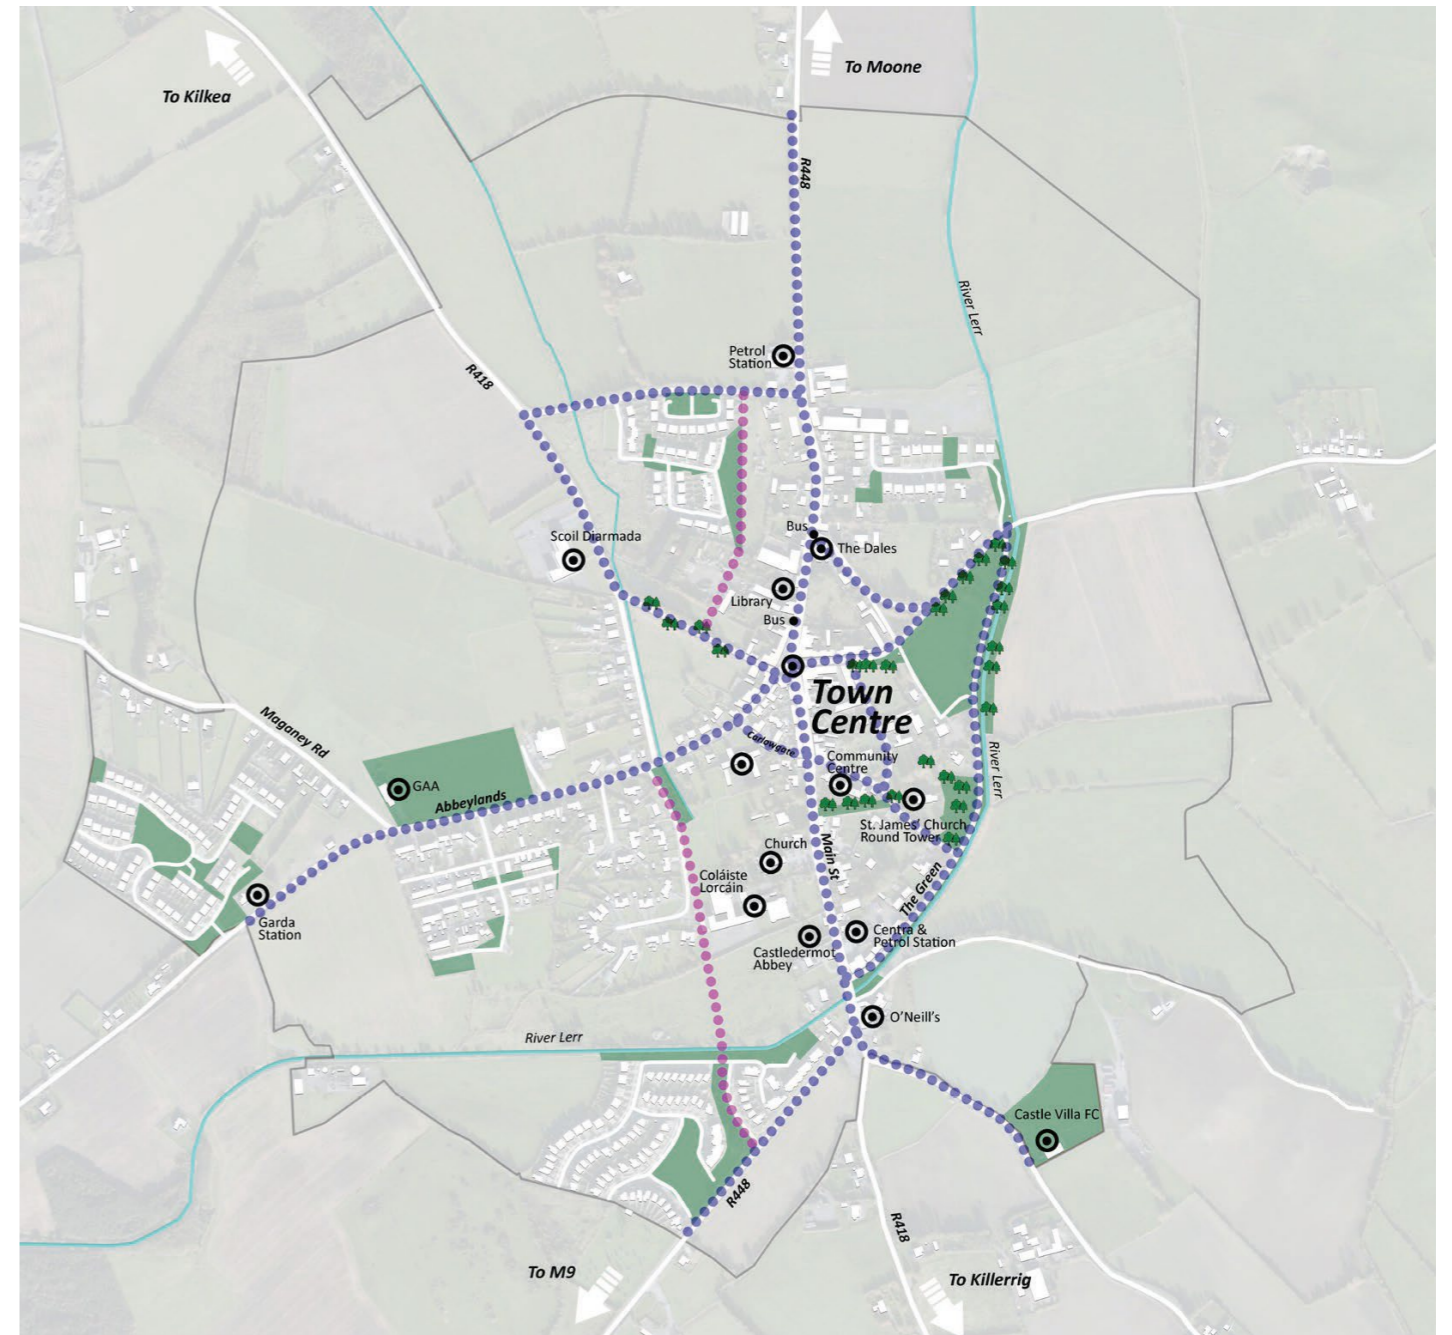 To Moone
To Kilkea
R448
River Lerr
Petrol
Station
R418
Bus
Scoil Diarmada
The Dales
Library
Bus
Town
Centre
Maganey Rd
Carlowgate
Community
Centre
River Lerr
GAA
Abbeylands
St. James' Church
Round Tower
Church
Main St
Coláiste
Lorcáin
The Green
Garda
Station
Centra &
Petrol Station
Castledermot
Abbey
O'Neill's
River Lerr
Castle Villa FC
R448
R418
To M9
To Killerrig